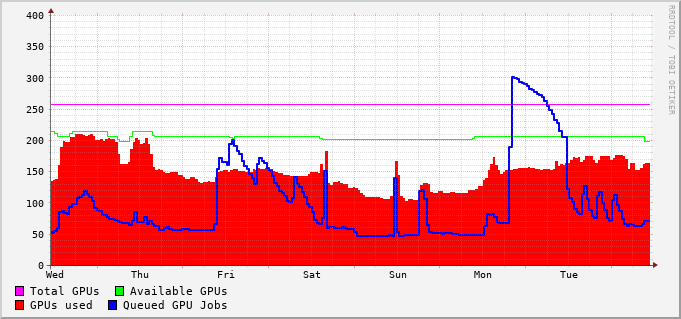 400
350
300
250
200
150
100
50
0
Wed Thu Fri Sat Sun Mon Tue
Total GPUs Available GPUs
GPUs used Queued GPU Jobs
RRDTOOL / TOBI OETIKER